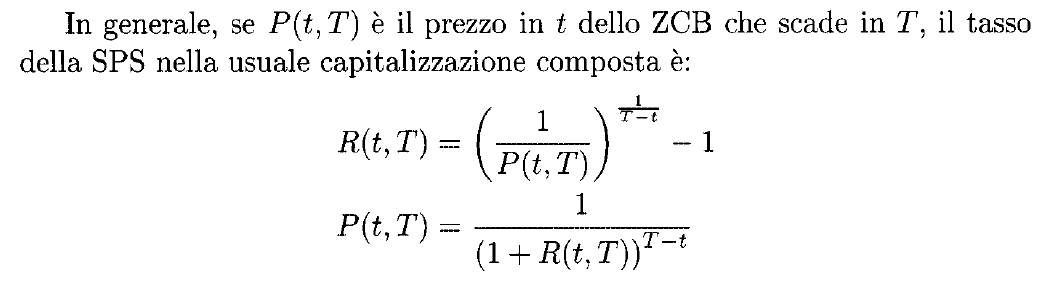 In generale, se P(t, T) è il prezzo in t dello ZCB che scade in T, il tasso
della SPS nella usuale capitalizzazione composta è:
R(t, T) = (1 / P(t, T))^(1 / (T−t)) − 1
P(t, T) = 1 / (1 + R(t, T))^(T−t)